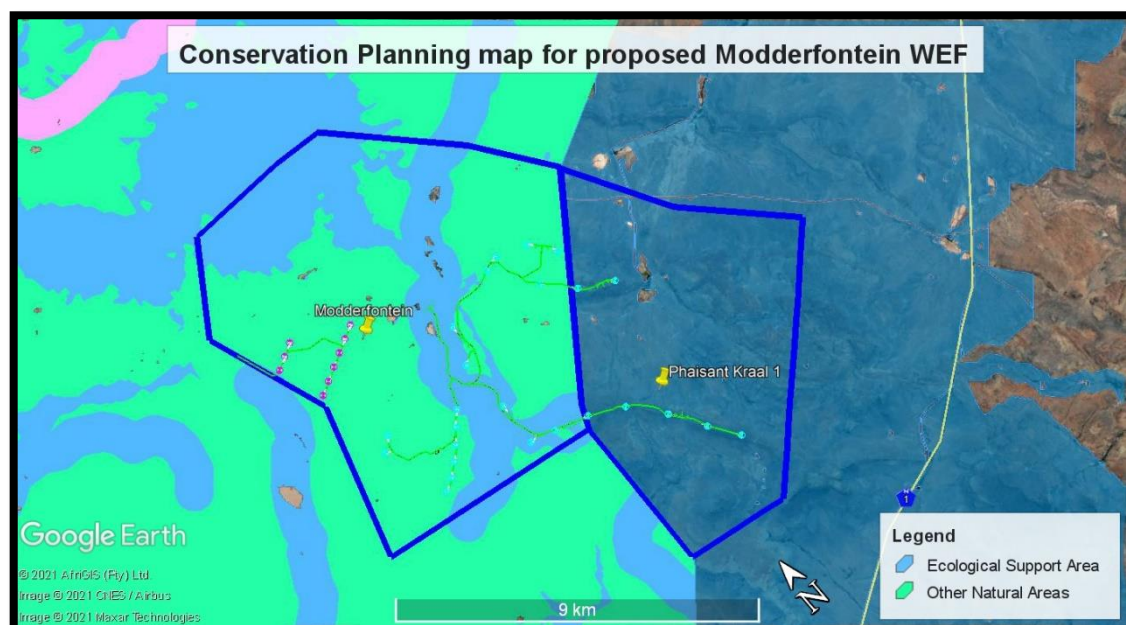 Conservation Planning map for proposed Modderfontein WEF
Modderfontein
Phaisant Kraal 1
N
1
Google Earth
© 2021 AfriGIS (Pty) Ltd.
Image © 2021 CNES / Airbus
Image © 2021 Maxar Technologies
9 km
N
Legend
Ecological Support Area
Other Natural Areas